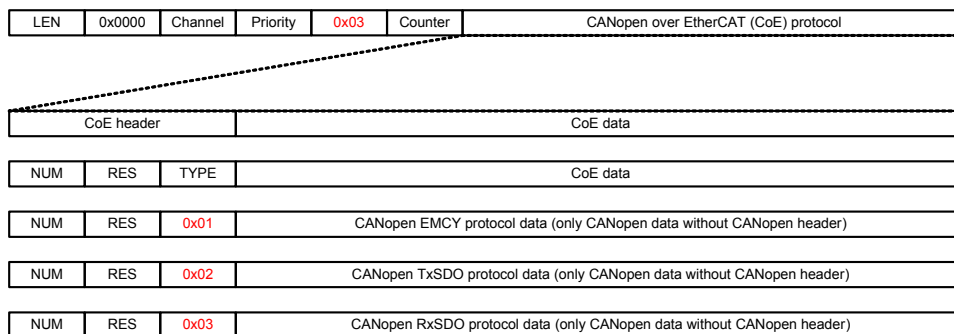 LEN 0x0000 Channel Priority 0x03 Counter CANopen over EtherCAT (CoE) protocol
CoE header CoE data
NUM RES TYPE CoE data
NUM RES 0x01 CANopen EMCY protocol data (only CANopen data without CANopen header)
NUM RES 0x02 CANopen TxSDO protocol data (only CANopen data without CANopen header)
NUM RES 0x03 CANopen RxSDO protocol data (only CANopen data without CANopen header)